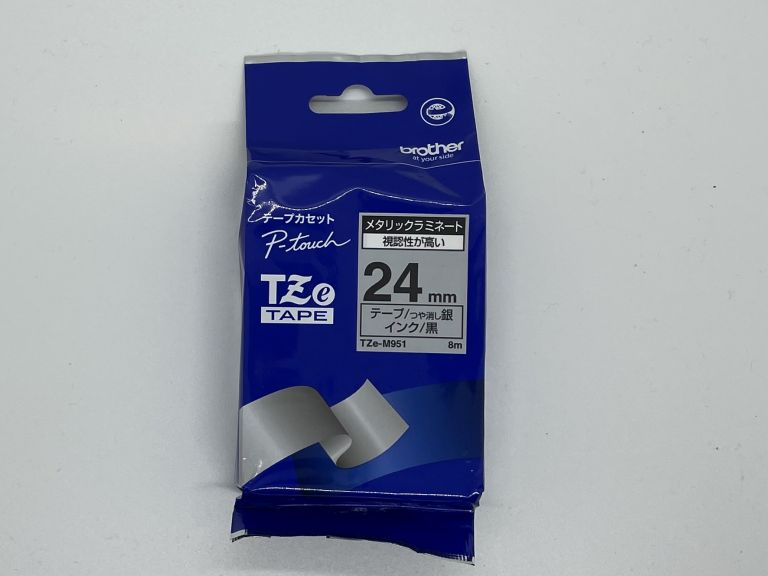 brother
at your side
テープカセット
P-touch
TZe
TAPE
メタリックラミネート
視認性が高い
24 mm
テープ/つや消し銀
インク/黒
TZe-M951 8m